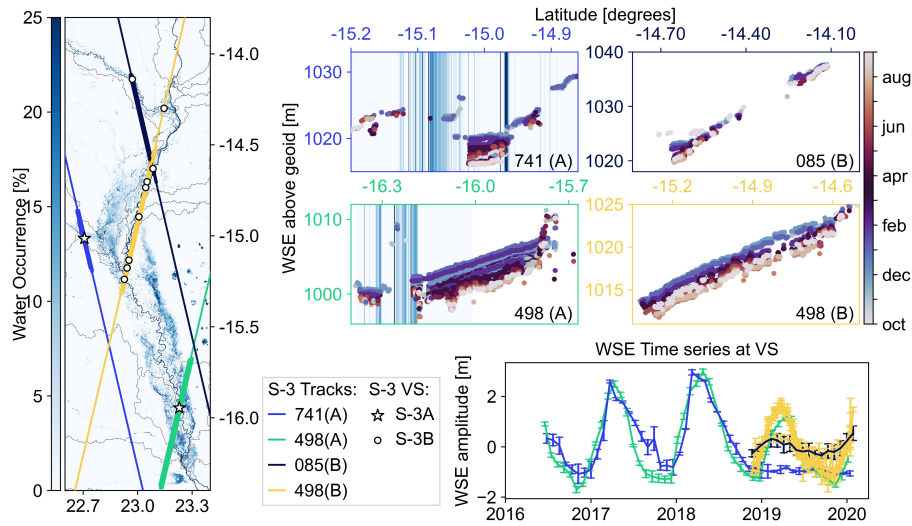 Latitude [degrees]
-15.2 -15.1 -15.0 -14.9
-14.70 -14.40 -14.10
25
20
15
10
5
0
Water Occurrence [%]
-14.0
-14.5
-15.0
-15.5
-16.0
22.7 23.0 23.3
WSE above geoid [m]
1030
1020
741 (A)
1040
1030
1020
085 (B)
-16.3 -16.0 -15.7
1010
1000
498 (A)
-15.2 -14.9 -14.6
1025
1020
1015
498 (B)
aug
jun
apr
feb
dec
oct
S-3 Tracks: S-3 VS:
741(A) S-3A
498(A) S-3B
085(B)
498(B)
WSE Time series at VS
WSE amplitude [m]
2
0
−2
2016 2017 2018 2019 2020